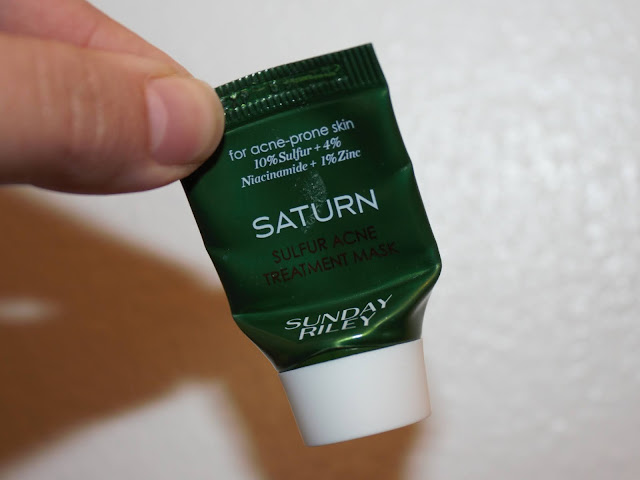 for acne-prone skin
10% Sulfur + 4%
Niacinamide + 1% Zinc
SATURN
SULFUR ACNE
TREATMENT MASK
SUNDAY
RILEY